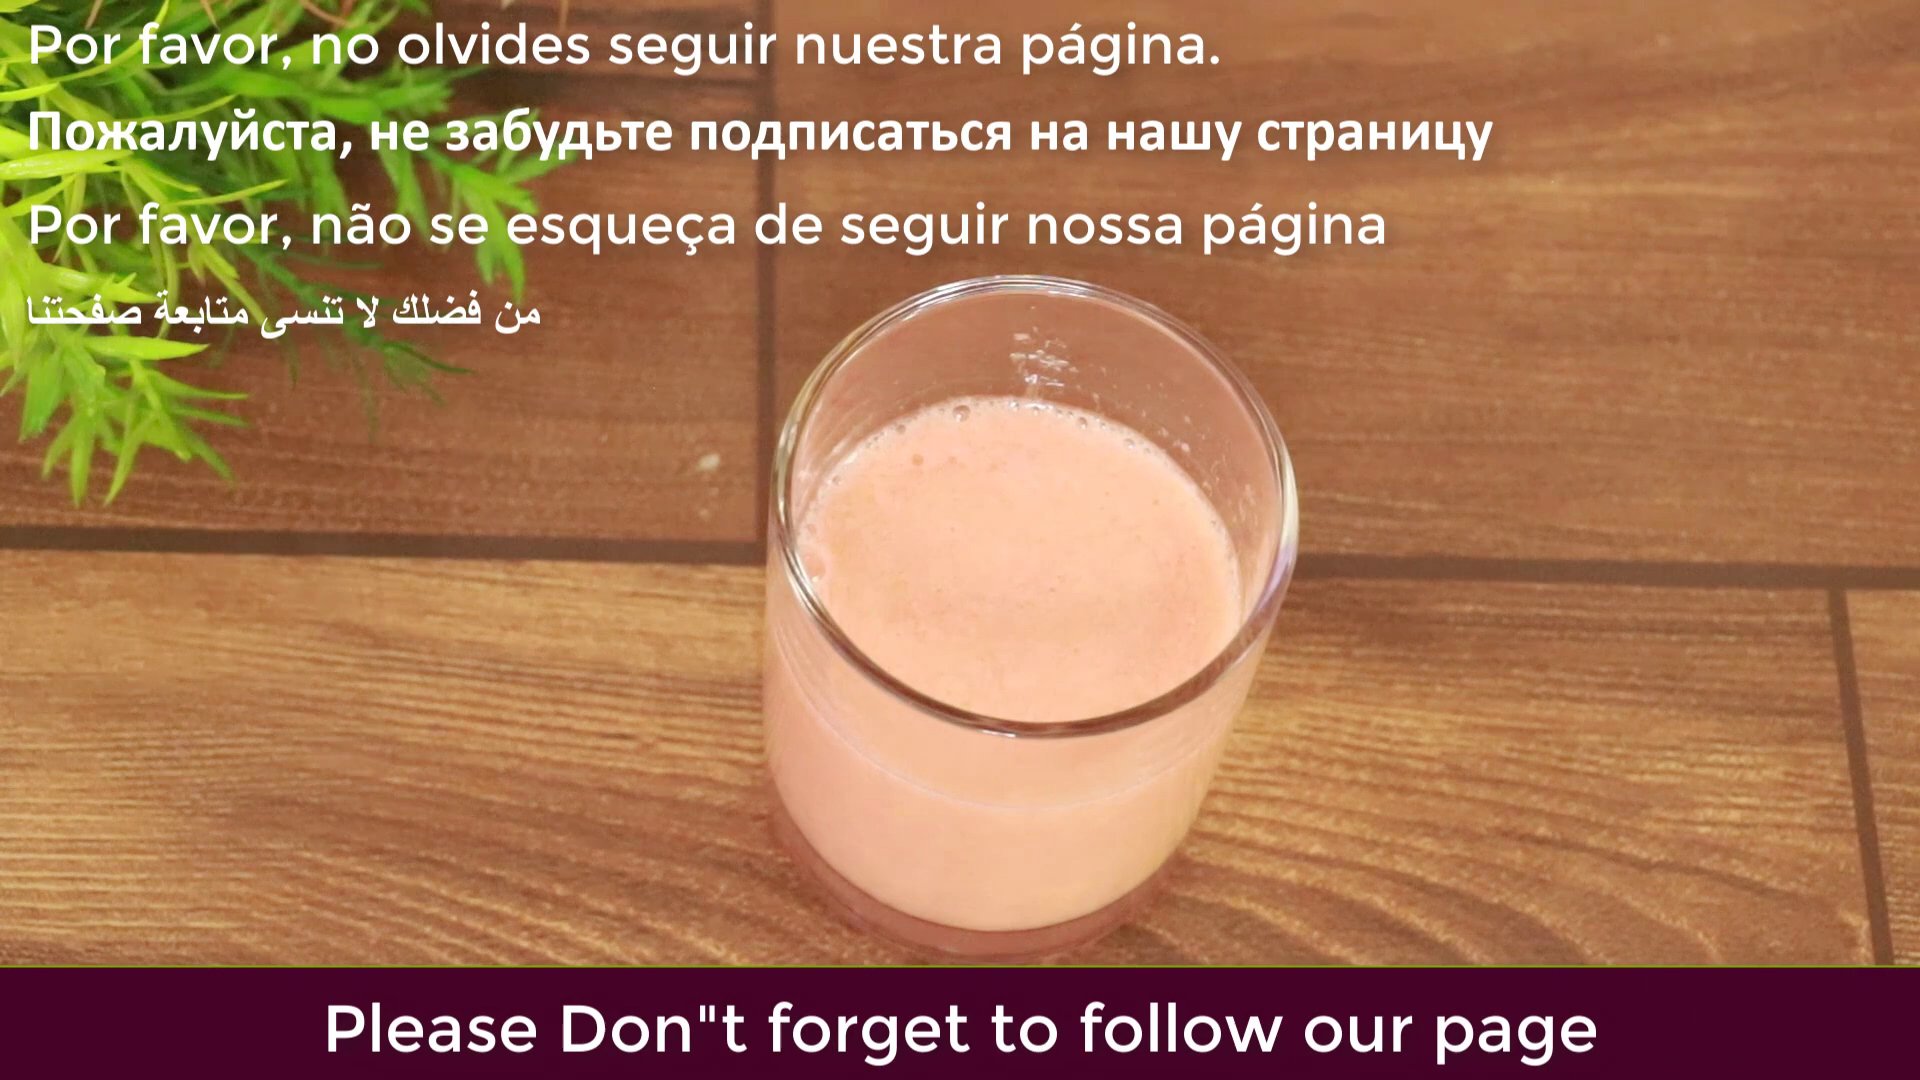 Por favor, no olvides seguir nuestra página.
Пожалуйста, не забудьте подписаться на нашу страницу
Por favor, não se esqueça de seguir nossa página
من فضلك لا تنسى متابعة صفحتنا
Please Don"t forget to follow our page